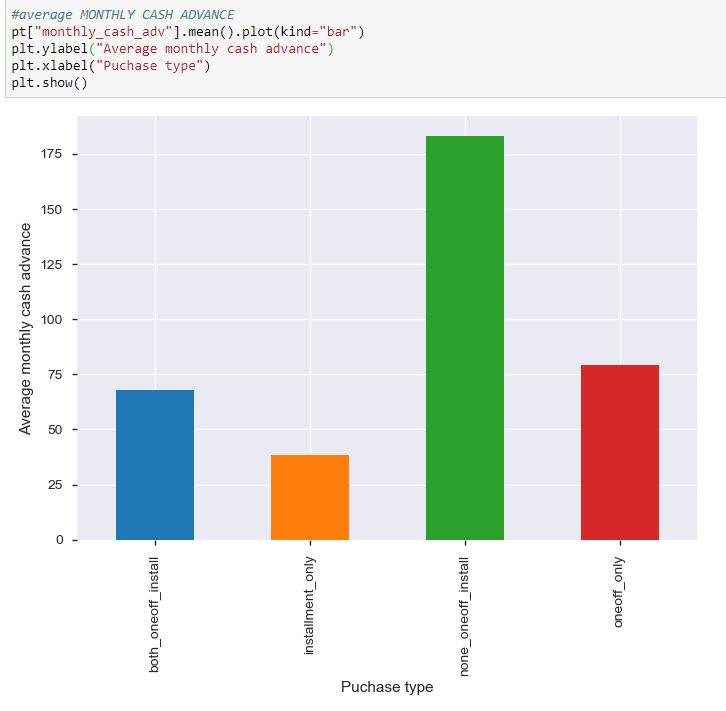 #average MONTHLY CASH ADVANCE
pt["monthly_cash_adv"].mean().plot(kind="bar")
plt.ylabel("Average monthly cash advance")
plt.xlabel("Puchase type")
plt.show()
Average monthly cash advance
175
150
125
100
75
50
25
0
both_oneoff_install
installment_only
none_oneoff_install
oneoff_only
Puchase type